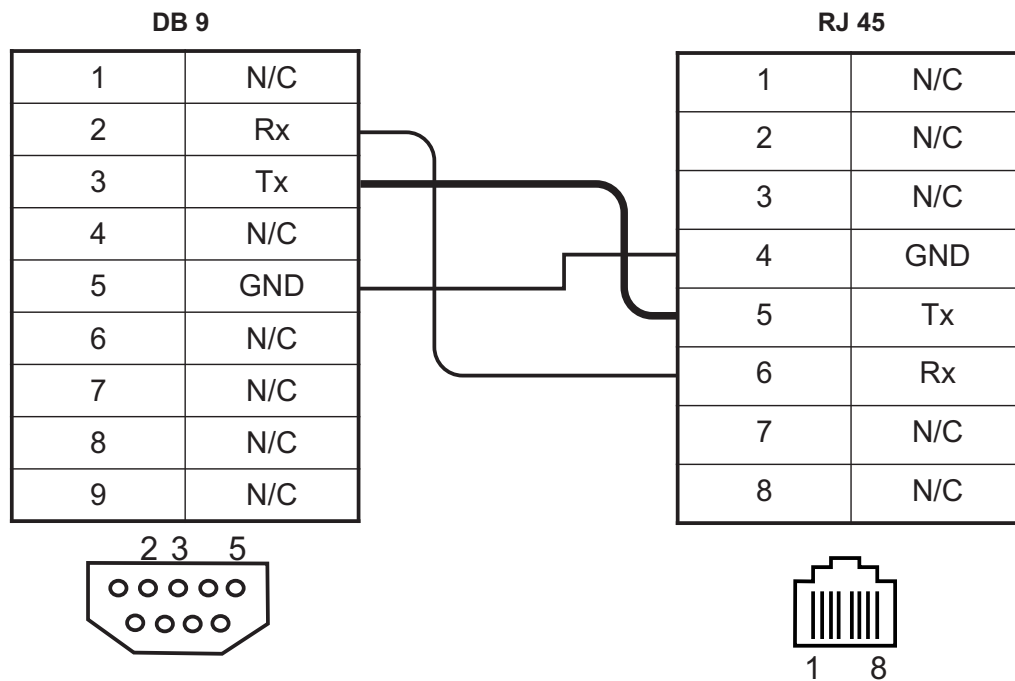 DB 9
1 N/C
2 Rx
3 Tx
4 N/C
5 GND
6 N/C
7 N/C
8 N/C
9 N/C
2 3 5
RJ 45
1 N/C
2 N/C
3 N/C
4 GND
5 Tx
6 Rx
7 N/C
8 N/C
1 8